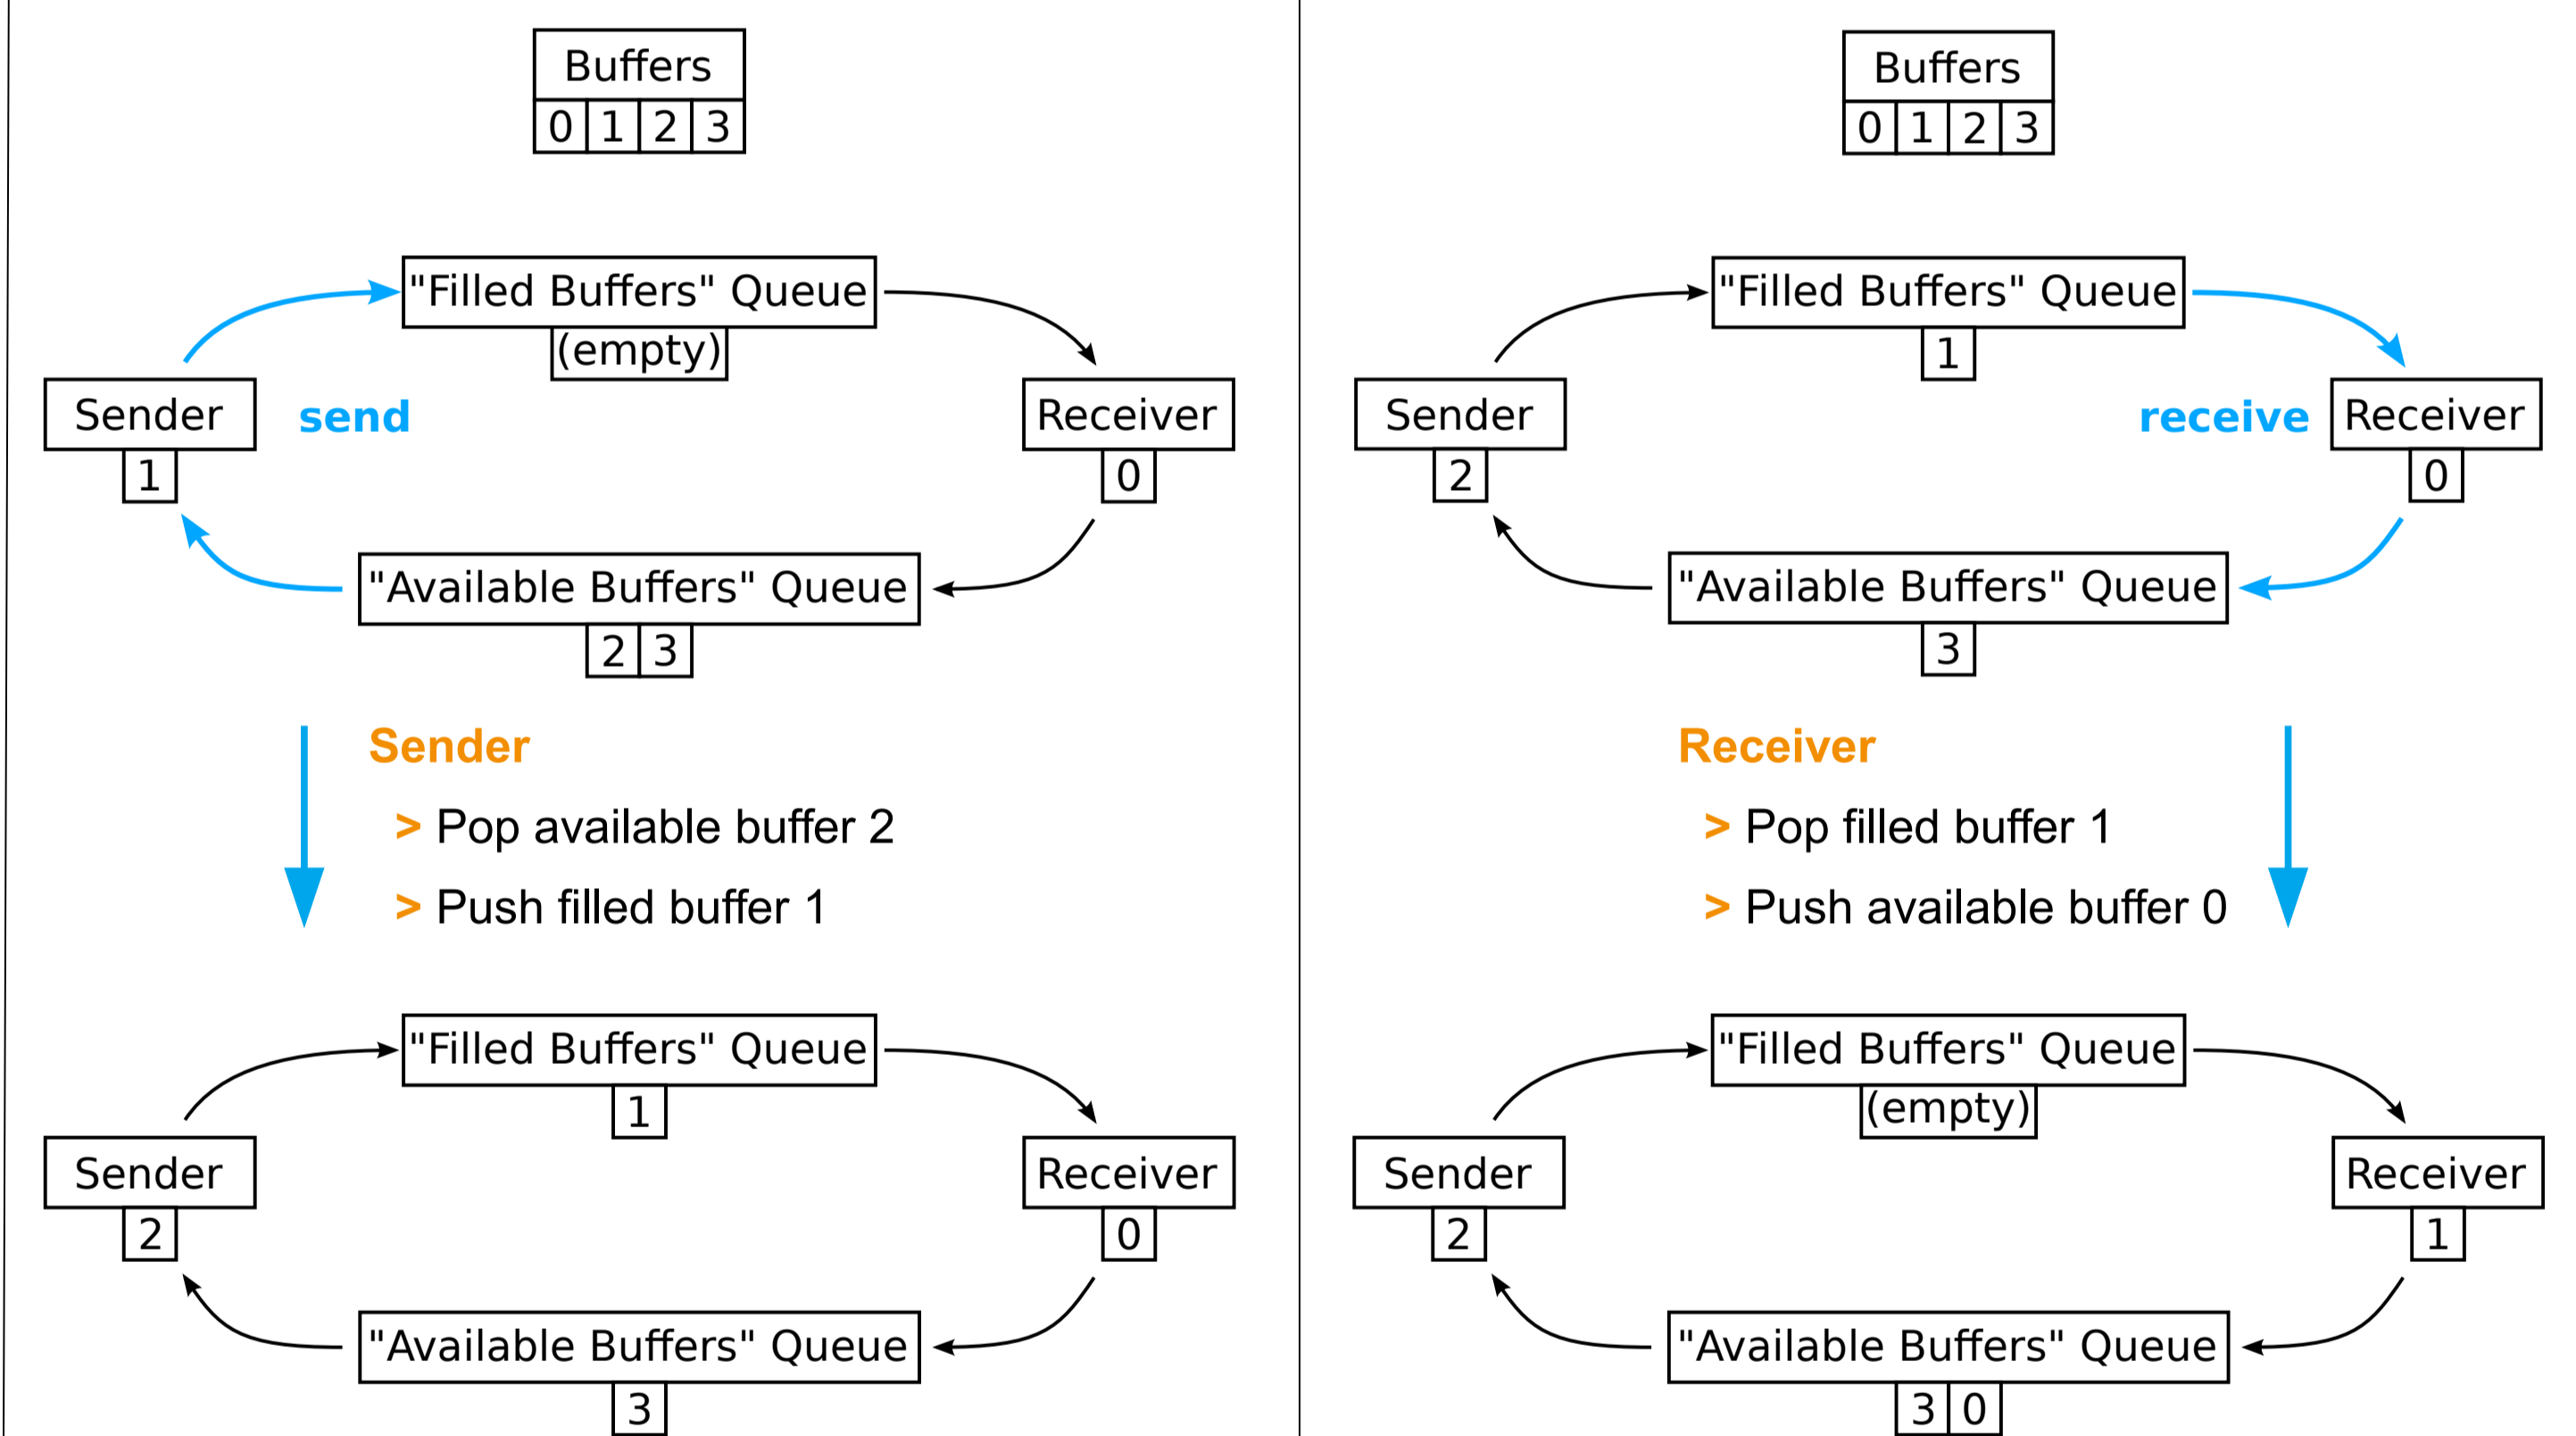 Buffers
0 1 2 3
"Filled Buffers" Queue
(empty)
Sender
send
Receiver
1
0
"Available Buffers" Queue
2 3
Sender
> Pop available buffer 2
> Push filled buffer 1
"Filled Buffers" Queue
1
Sender
Receiver
2
0
"Available Buffers" Queue
3
Buffers
0 1 2 3
"Filled Buffers" Queue
1
Sender
receive
Receiver
2
0
"Available Buffers" Queue
3
Receiver
> Pop filled buffer 1
> Push available buffer 0
"Filled Buffers" Queue
(empty)
Sender
Receiver
2
1
"Available Buffers" Queue
3 0